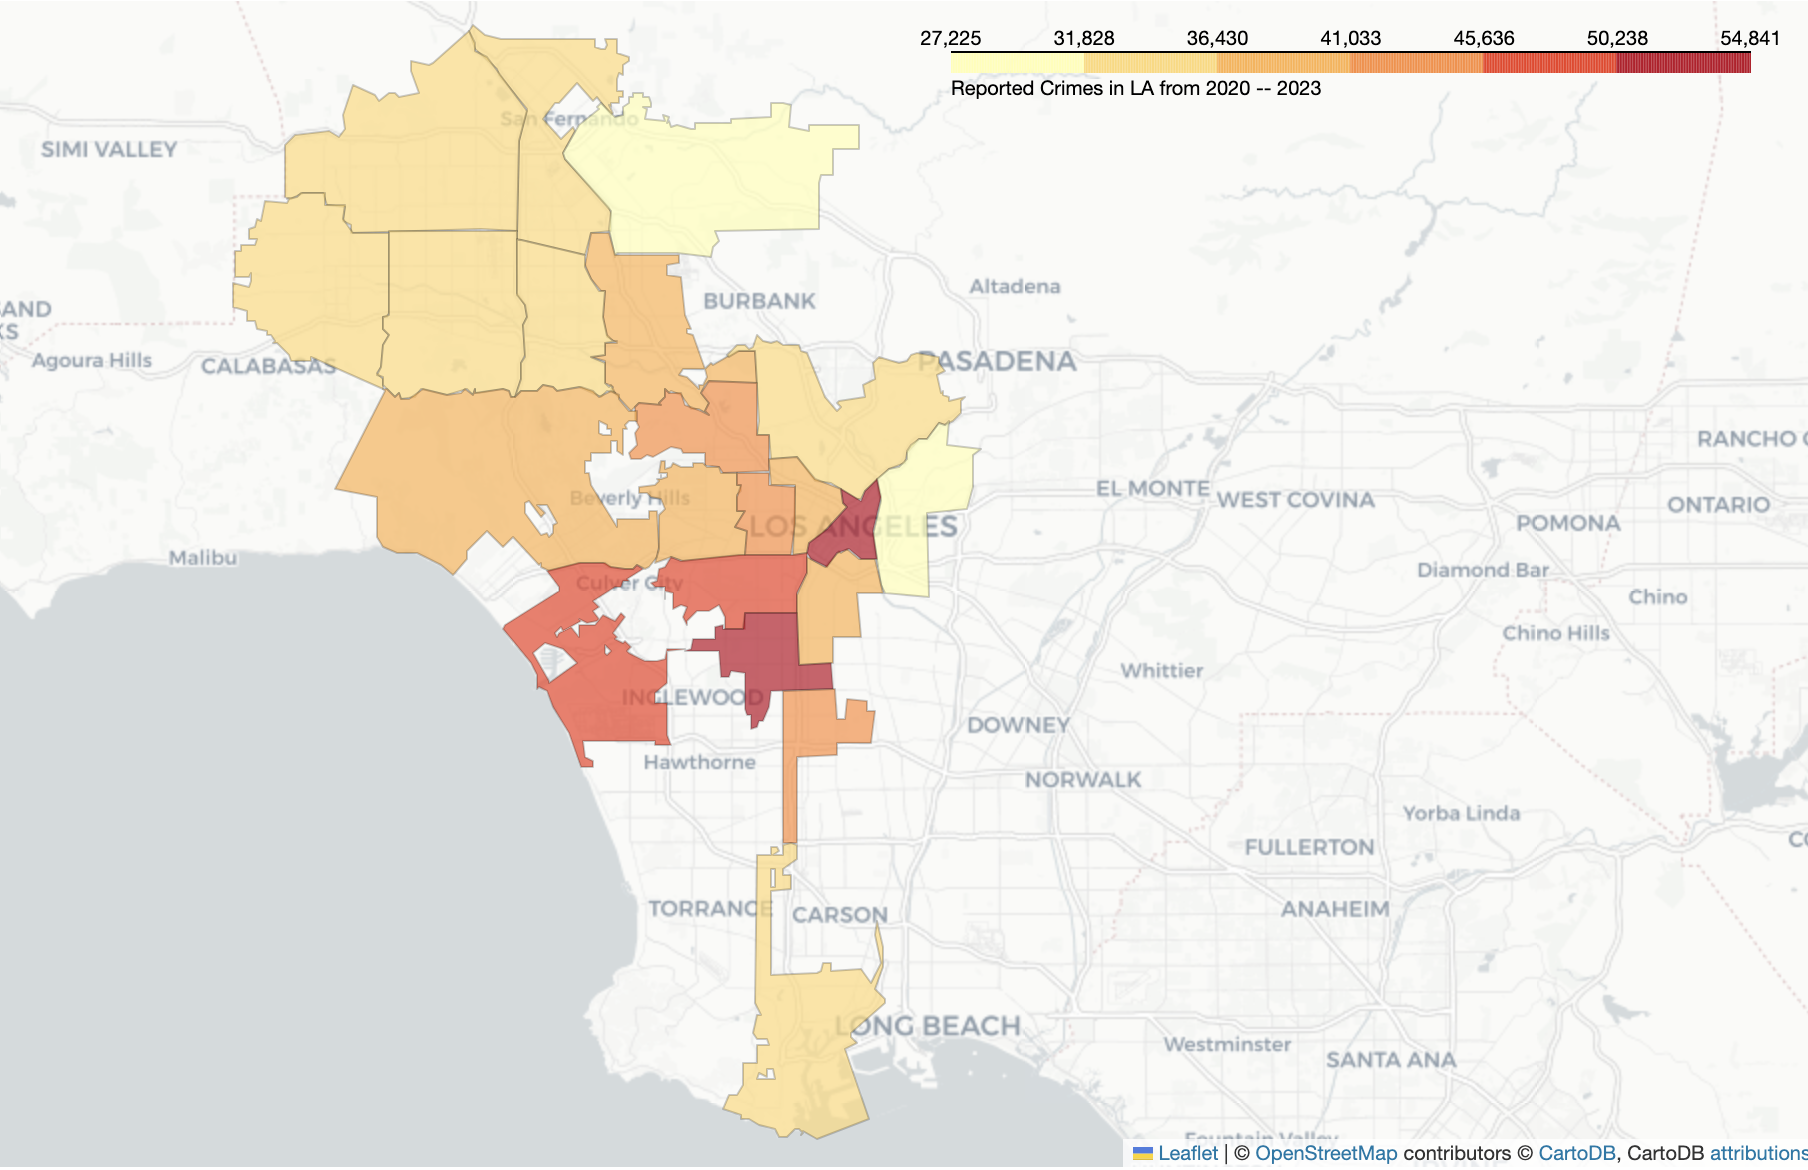 27,225 31,828 36,430 41,033 45,636 50,238 54,841
Reported Crimes in LA from 2020 -- 2023
San Fernando
SIMI VALLEY
Altadena
BURBANK
Agoura Hills
CALABASAS
PASADENA
RANCHO
EL MONTE
WEST COVINA
ONTARIO
Beverly Hills
LOS ANGELES
POMONA
Malibu
Diamond Bar
Culver City
Chino
Chino Hills
Whittier
INGLEWOOD
DOWNEY
Hawthorne
NORWALK
Yorba Linda
FULLERTON
TORRANCE
CARSON
ANAHEIM
LONG BEACH
Westminster
SANTA ANA
Fountain Valley
Leaflet | © OpenStreetMap contributors © CartoDB, CartoDB attributions